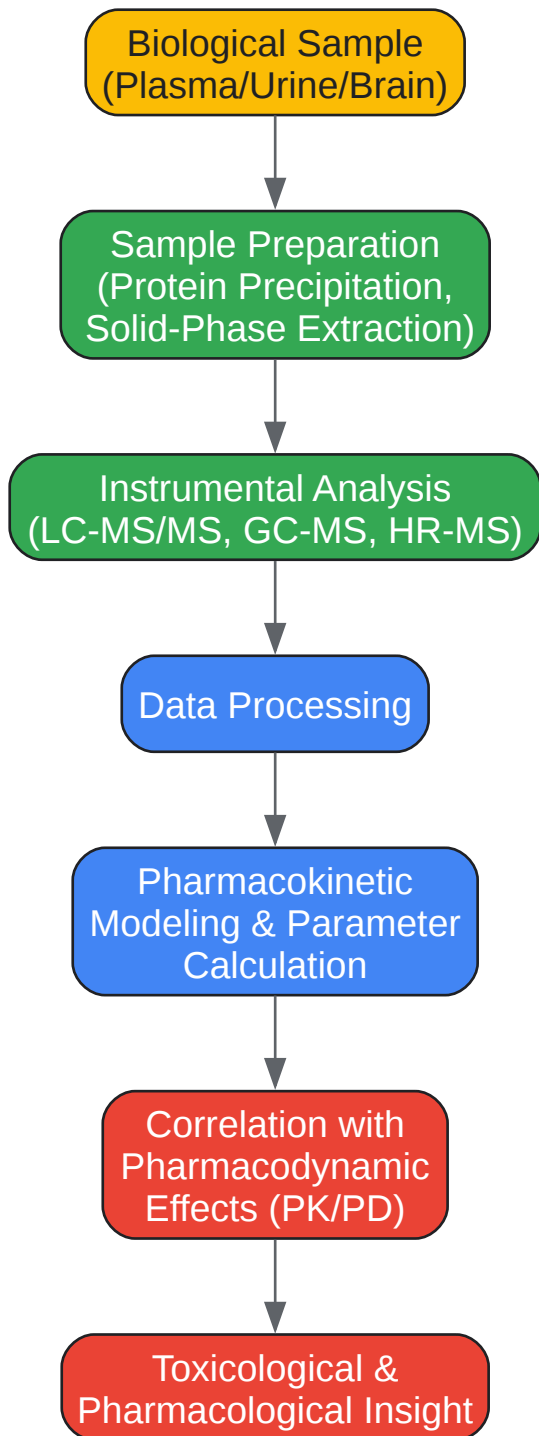 Biological Sample
(Plasma/Urine/Brain)
Sample Preparation
(Protein Precipitation,
Solid-Phase Extraction)
Instrumental Analysis
(LC-MS/MS, GC-MS, HR-MS)
Data Processing
Pharmacokinetic
Modeling & Parameter
Calculation
Correlation with
Pharmacodynamic
Effects (PK/PD)
Toxicological &
Pharmacological Insight